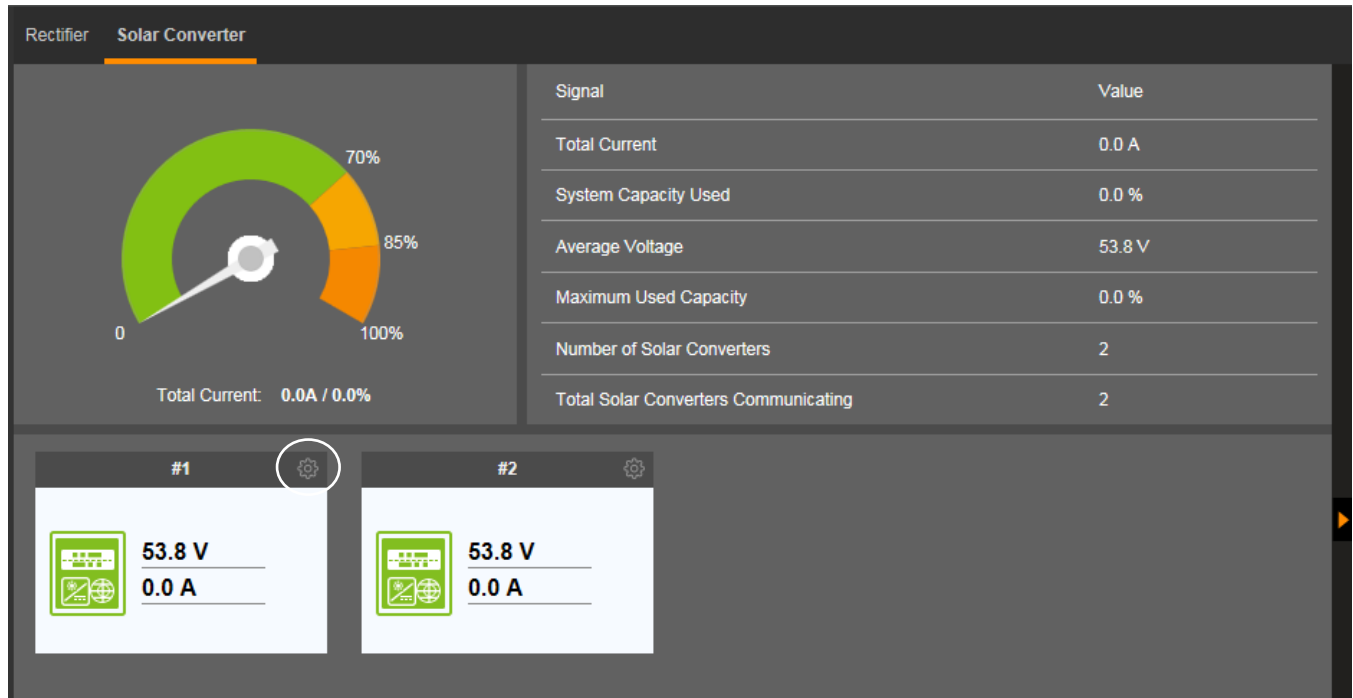 Rectifier Solar Converter
70%
85%
0
100%
Total Current: 0.0A / 0.0%
Signal Value
Total Current 0.0 A
System Capacity Used 0.0 %
Average Voltage 53.8 V
Maximum Used Capacity 0.0 %
Number of Solar Converters 2
Total Solar Converters Communicating 2
#1
53.8 V
0.0 A
#2
53.8 V
0.0 A